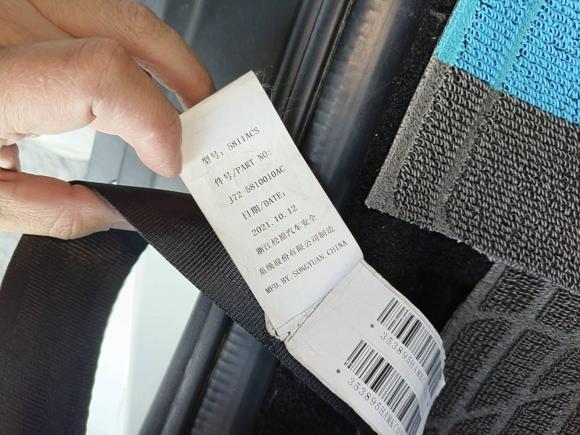 型号: 5811ACS
件号/PART NO:
J72-5810010AC
日期/DATE:
2021.10.12
浙江松原汽车安全
系统股份有限公司制造
MFD.BY.SONGYUAN.CHINA